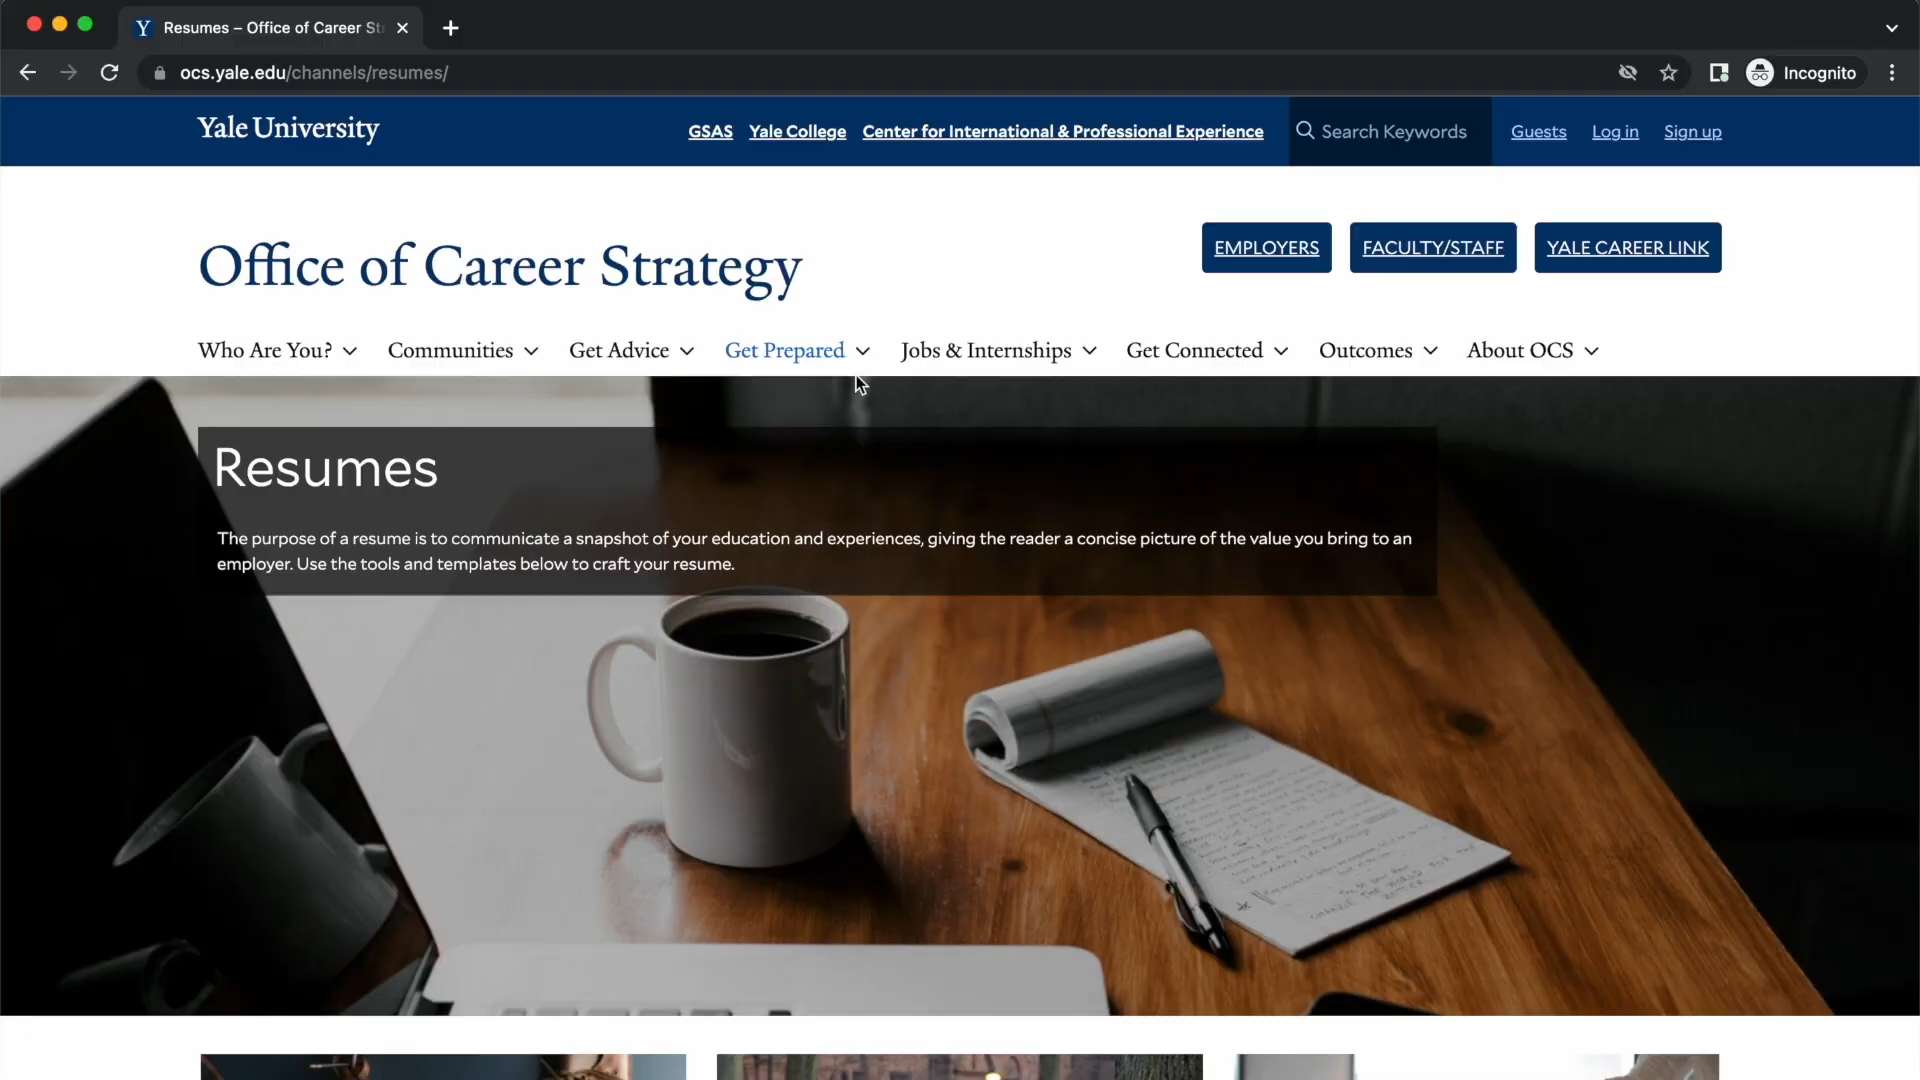 Resumes – Office of Career St
ocs.yale.edu/channels/resumes/
Incognito
Yale University
GSAS Yale College Center for International & Professional Experience Search Keywords Guests Log in Sign up
Office of Career Strategy
EMPLOYERS FACULTY/STAFF YALE CAREER LINK
Who Are You? Communities Get Advice Get Prepared Jobs & Internships Get Connected Outcomes About OCS
Resumes
The purpose of a resume is to communicate a snapshot of your education and experiences, giving the reader a concise picture of the value you bring to an
employer. Use the tools and templates below to craft your resume.